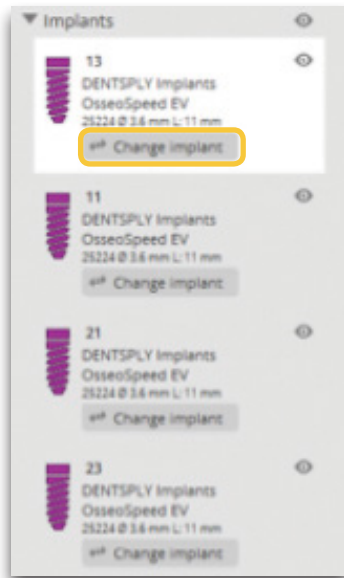 Implants
13
DENTSPLY Implants
OsseoSpeed EV
25224 Ø 3.6 mm L: 11 mm
Change implant
11
DENTSPLY Implants
OsseoSpeed EV
25224 Ø 3.6 mm L: 11 mm
Change implant
21
DENTSPLY Implants
OsseoSpeed EV
25224 Ø 3.6 mm L: 11 mm
Change implant
23
DENTSPLY Implants
OsseoSpeed EV
25224 Ø 3.6 mm L: 11 mm
Change implant